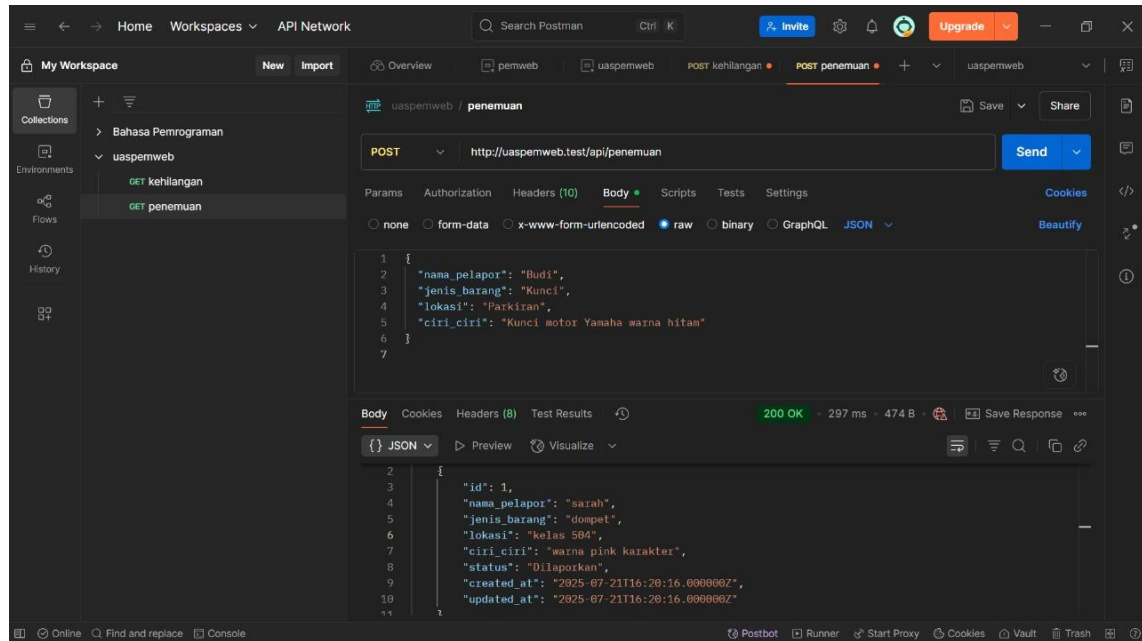 Home Workspaces API Network Search Postman Ctrl K Invite Upgrade
My Workspace New Import Overview pemweb uaspemweb POST kehilangan POST penemuan uaspemweb
Collections
Environments
Flows
History
Bahasa Pemrograman
uaspemweb
GET kehilangan
GET penemuan
HTTP uaspemweb / penemuan Save Share
POST http://uaspemweb.test/api/penemuan Send
Params Authorization Headers (10) Body Scripts Tests Settings Cookies
none form-data x-www-form-urlencoded raw binary GraphQL JSON Beautify
1 {
2 "nama_pelapor": "Budi",
3 "jenis_barang": "Kunci",
4 "lokasi": "Parkiran",
5 "ciri_ciri": "Kunci motor Yamaha warna hitam"
6 }
7
Body Cookies Headers (8) Test Results 200 OK 297 ms 474 B Save Response
{} JSON Preview Visualize
2 {
3 "id": 1,
4 "nama_pelapor": "sarah",
5 "jenis_barang": "dompet",
6 "lokasi": "kelas 504",
7 "ciri_ciri": "warna pink karakter",
8 "status": "Dilaporkan",
9 "created_at": "2025-07-21T16:20:16.000000Z",
10 "updated_at": "2025-07-21T16:20:16.000000Z"
11 }
Online Find and replace Console Postbot Runner Start Proxy Cookies Vault Trash